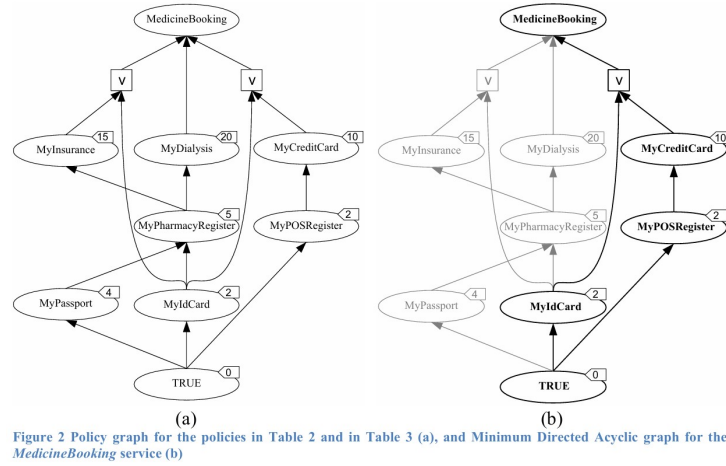 MedicineBooking
MedicineBooking
v
v
v
v
15
20
10
15
20
10
MyInsurance
MyDialysis
MyCreditCard
MyInsurance
MyDialysis
MyCreditCard
5
2
5
2
MyPharmacyRegister
MyPOSRegister
MyPharmacyRegister
MyPOSRegister
4
2
4
2
MyPassport
MyIdCard
MyPassport
MyIdCard
0
0
TRUE
TRUE
(a)
(b)
Figure 2 Policy graph for the policies in Table 2 and in Table 3 (a), and Minimum Directed Acyclic graph for the
MedicineBooking service (b)